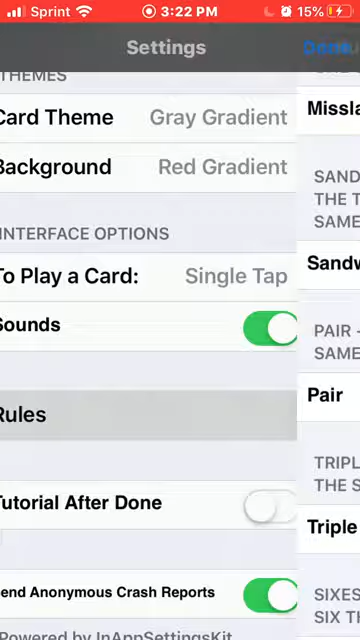 Sprint 3:22 PM 15%
Settings
THEMES
Card Theme Gray Gradient
Background Red Gradient
INTERFACE OPTIONS
To Play a Card: Single Tap
Sounds
Rules
Tutorial After Done
end Anonymous Crash Reports
Powered by InAppSettingsKit
Missla
SAND
THE T
SAME
Sandw
PAIR -
SAME
Pair
TRIPL
THE S
Triple
SIXES
SIX TH